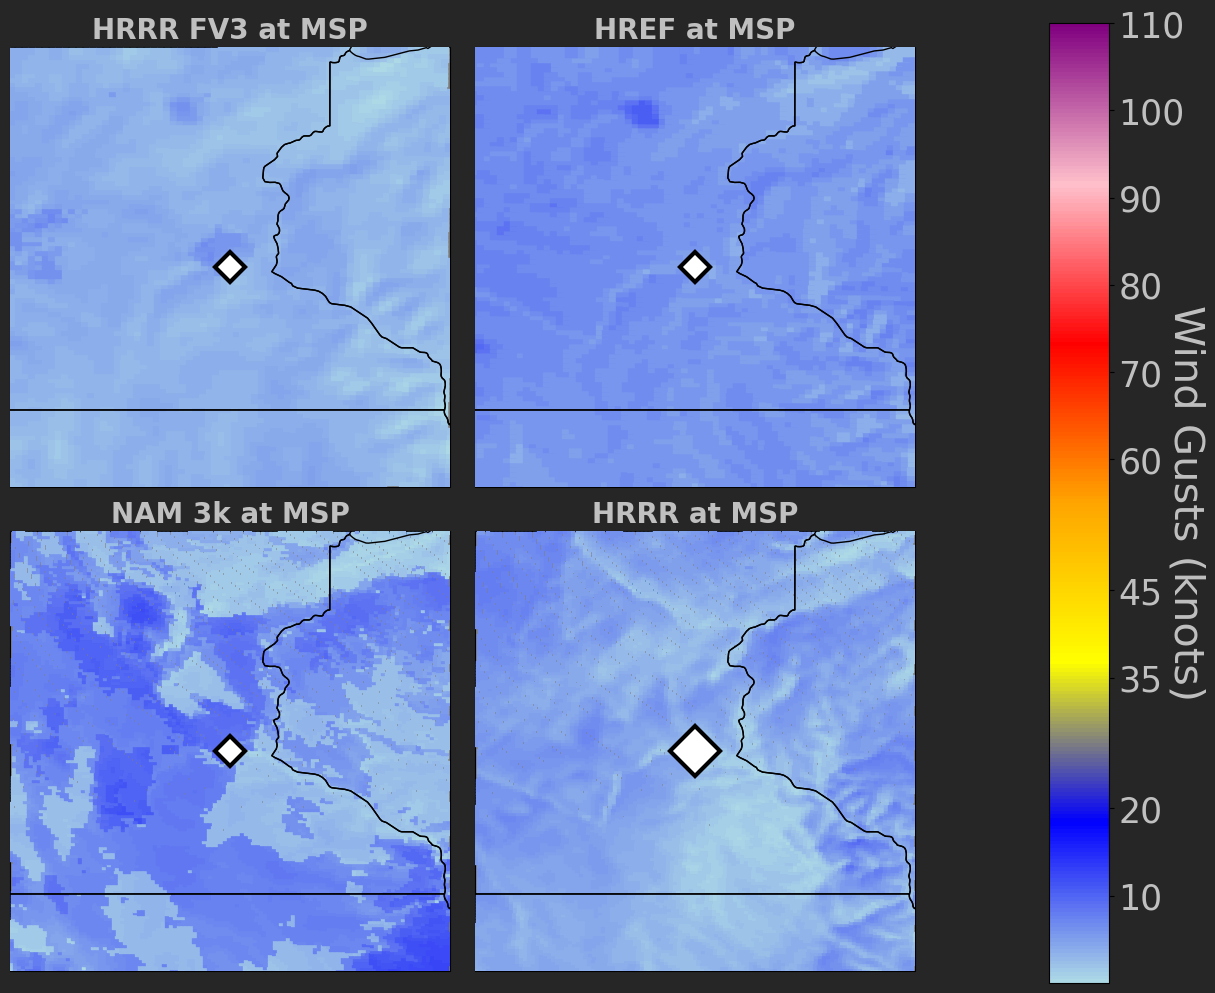 HRRR FV3 at MSP
HREF at MSP
NAM 3k at MSP
HRRR at MSP
110
100
90
80
70
60
45
35
20
10
Wind Gusts (knots)